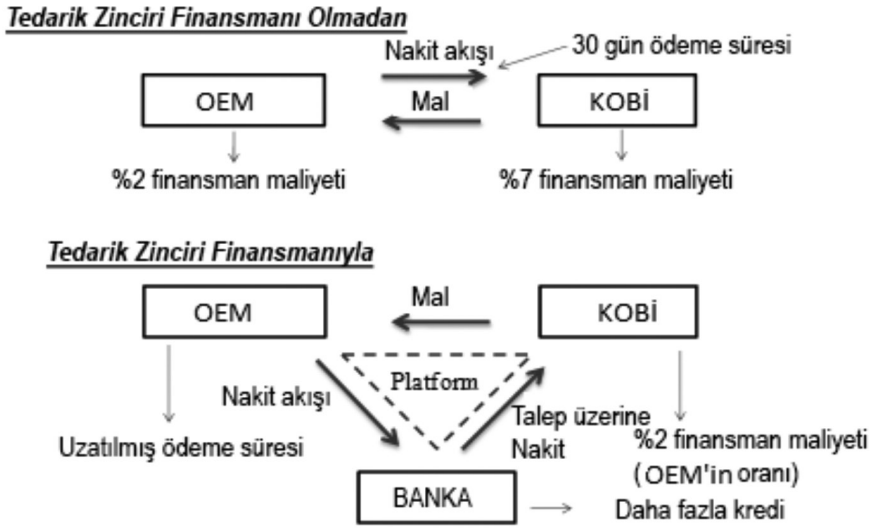 Tedarik Zinciri Finansmanı Olmadan
Nakit akışı
30 gün ödeme süresi
OEM
Mal
KOBİ
%2 finansman maliyeti
%7 finansman maliyeti
Tedarik Zinciri Finansmanıyla
OEM
Mal
KOBİ
Platform
Nakit akışı
Talep üzerine
Nakit
Uzatılmış ödeme süresi
%2 finansman maliyeti
(OEM'in oranı)
BANKA
Daha fazla kredi